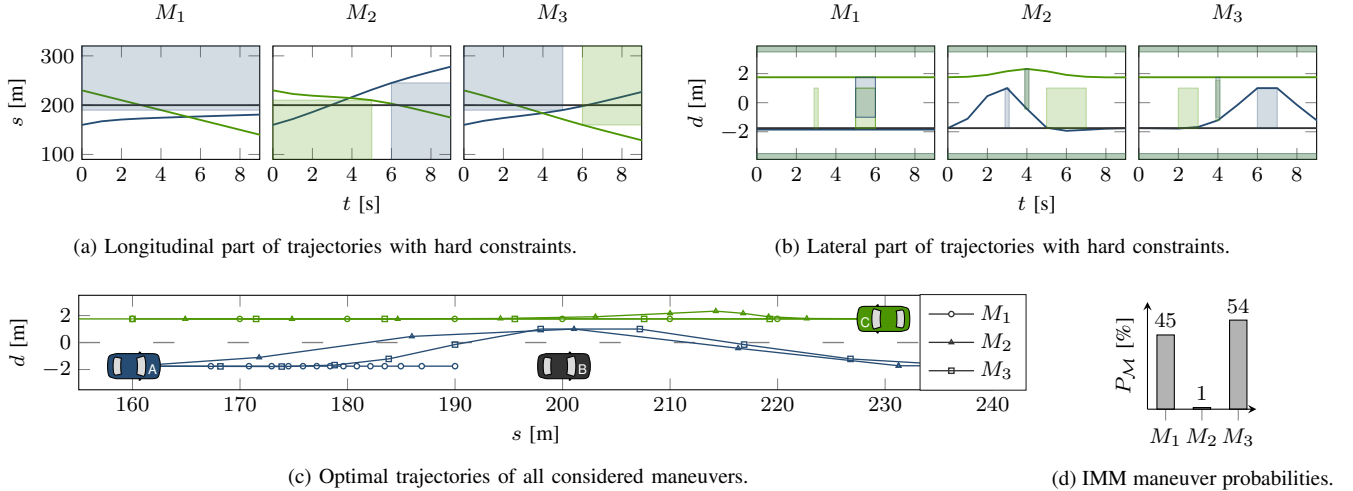 M₁ M₂ M₃
300
200
100
s [m]
0 2 4 6 8 0 2 4 6 8 0 2 4 6 8
t [s]
(a) Longitudinal part of trajectories with hard constraints.
M₁ M₂ M₃
2
0
−2
d [m]
0 2 4 6 8 0 2 4 6 8 0 2 4 6 8
t [s]
(b) Lateral part of trajectories with hard constraints.
2
0
−2
d [m]
C
A
B
M₁
M₂
M₃
160 170 180 190 200 210 220 230 240
s [m]
(c) Optimal trajectories of all considered maneuvers.
P_ℳ [%]
45 1 54
M₁ M₂ M₃
(d) IMM maneuver probabilities.